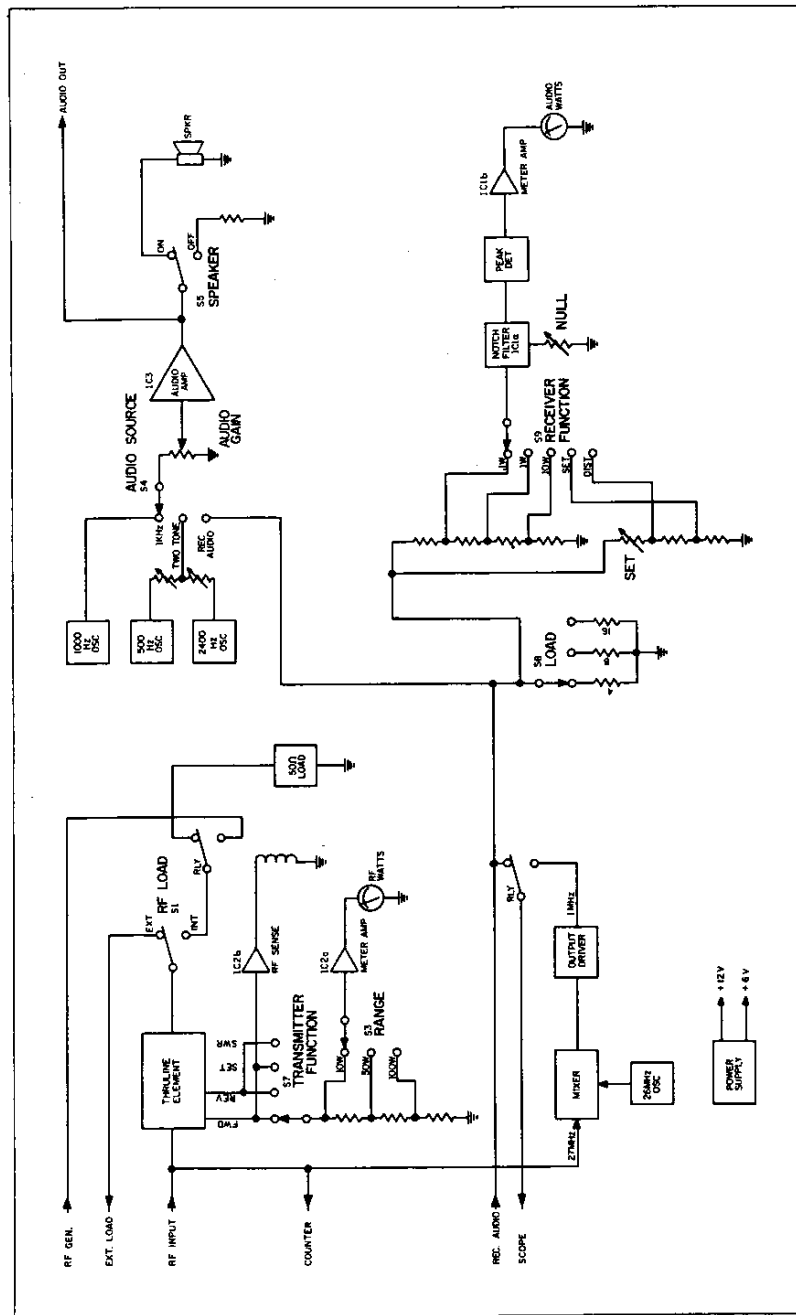 RF GEN.
EXT. LOAD
RF INPUT
COUNTER
REC. AUDIO
SCOPE
THRULINE
ELEMENT
EXT
INT
S1
RF LOAD
RLY
50Ω
LOAD
FWD
REV
SET
SWR
S7
TRANSMITTER
FUNCTION
IC2b
RF SENSE
10W
50W
100W
S3
RANGE
IC2a
METER AMP
RF
WATTS
27MHz
MIXER
26MHz
OSC
OUTPUT
DRIVER
1MHz
RLY
POWER
SUPPLY
+12V
+6V
1000
HZ
OSC
500
HZ
OSC
2400
HZ
OSC
1KHz
TWO TONE
REC
AUDIO
S4
AUDIO SOURCE
AUDIO
GAIN
IC3
AUDIO
AMP
S5
SPEAKER
ON
OFF
SPKR
AUDIO OUT
S8
LOAD
4
8
16
SET
.1W
1W
10W
SET
DIST
S9
RECEIVER
FUNCTION
NOTCH
FILTER
IC1a
NULL
PEAK
DET
IC1b
METER AMP
AUDIO
WATTS